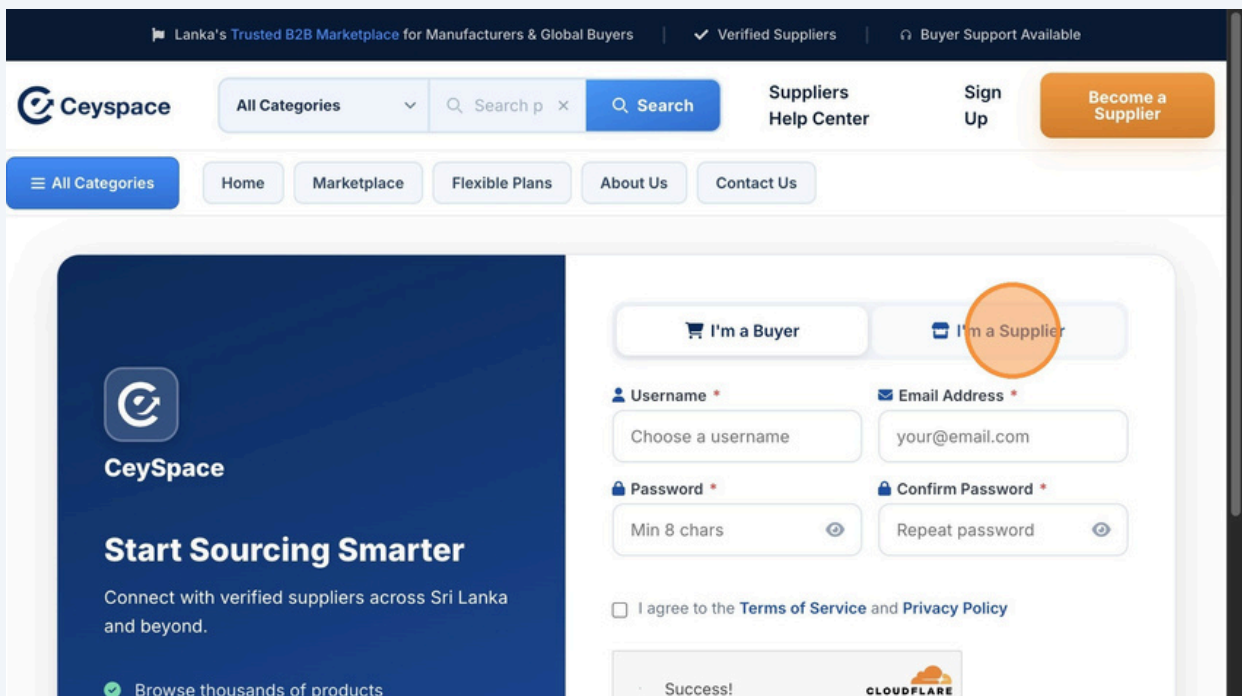 Lanka's Trusted B2B Marketplace for Manufacturers & Global Buyers
Verified Suppliers
Buyer Support Available
Ceyspace
All Categories
Search p
Search
Suppliers
Help Center
Sign
Up
Become a
Supplier
All Categories
Home
Marketplace
Flexible Plans
About Us
Contact Us
CeySpace
Start Sourcing Smarter
Connect with verified suppliers across Sri Lanka
and beyond.
Browse thousands of products
I'm a Buyer
I'm a Supplier
Username *
Email Address *
Choose a username
your@email.com
Password *
Confirm Password *
Min 8 chars
Repeat password
I agree to the Terms of Service and Privacy Policy
Success!
CLOUDFLARE